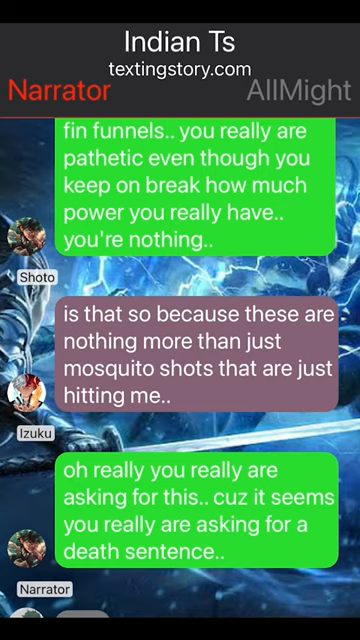 Indian Ts
textingstory.com
Narrator
AllMight
fin funnels.. you really are
pathetic even though you
keep on break how much
power you really have..
you're nothing..
Shoto
is that so because these are
nothing more than just
mosquito shots that are just
hitting me..
Izuku
oh really you really are
asking for this.. cuz it seems
you really are asking for a
death sentence..
Narrator